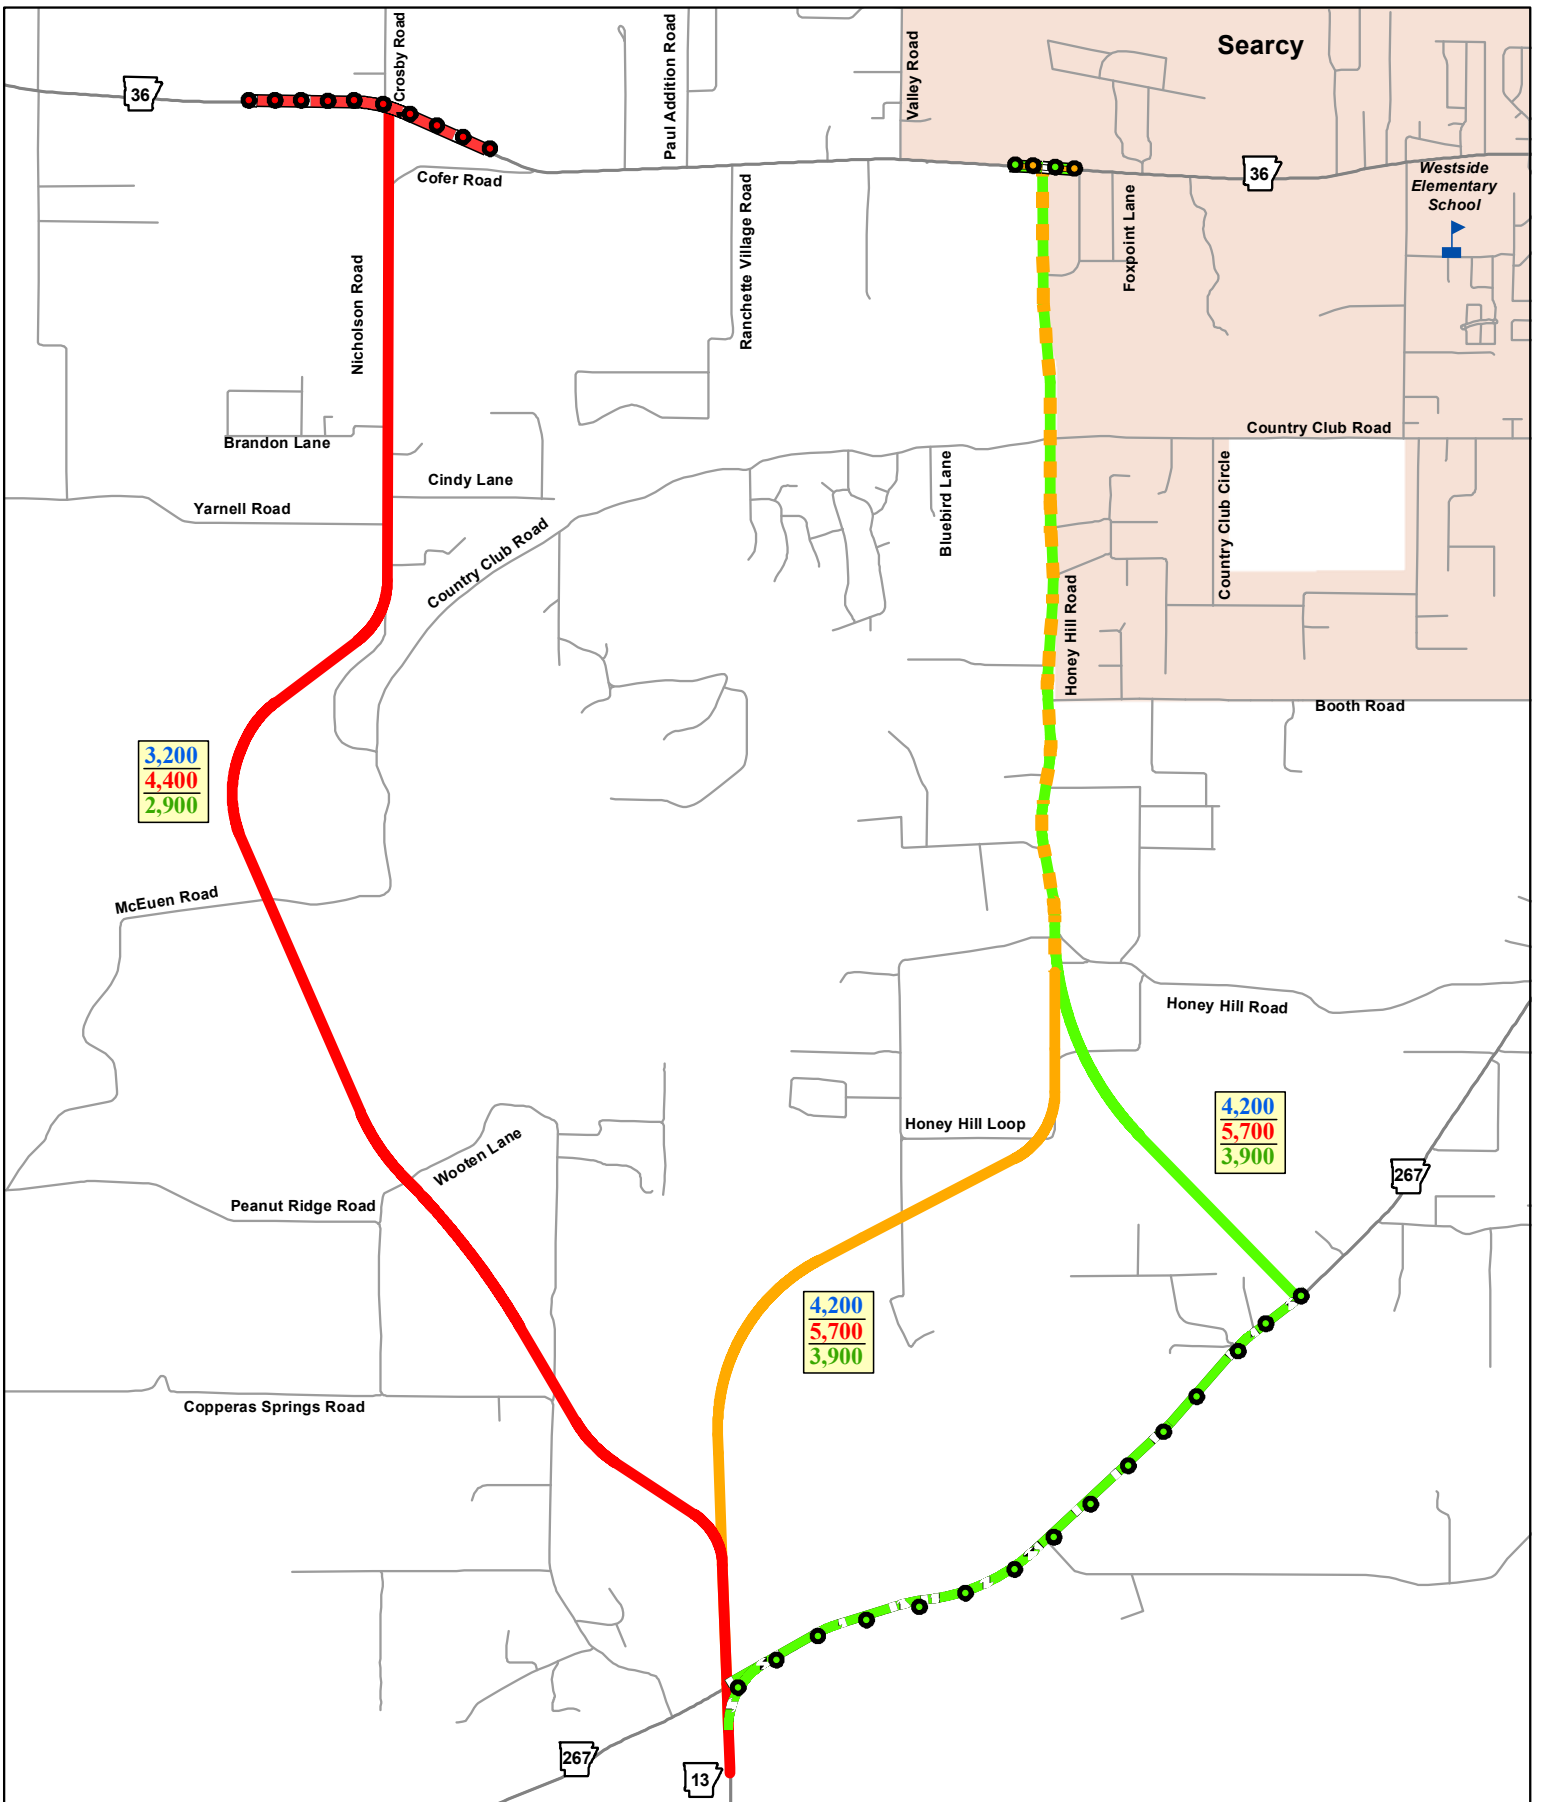 Searcy
Crosby Road
Paul Addition Road
Valley Road
36
36
Westside
Elementary
School
Cofer Road
Ranchette Village Road
Foxpoint Lane
Nicholson Road
Brandon Lane
Country Club Road
Cindy Lane
Yarnell Road
Country Club Road
Bluebird Lane
Country Club Circle
Honey Hill Road
Booth Road
3,200
4,400
2,900
McEuen Road
Honey Hill Road
4,200
5,700
3,900
Honey Hill Loop
Wooten Lane
267
Peanut Ridge Road
4,200
5,700
3,900
Copperas Springs Road
267
13